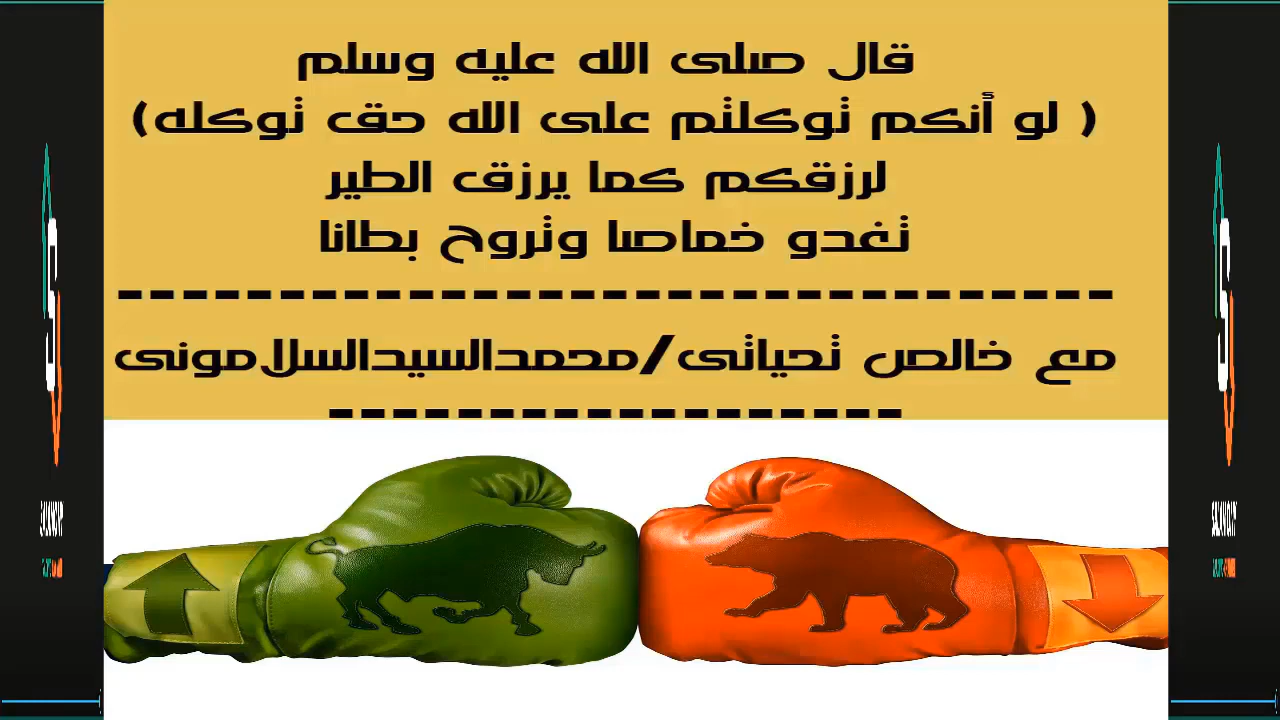 قال صلى الله عليه وسلم
( لو أنكم توكلتم على الله حق توكله)
لرزقكم كما يرزق الطير
تغدو خماصا وتروح بطانا
--------------------------------
مع خالص تحياتى/محمدالسيدالسلامونى
------------------